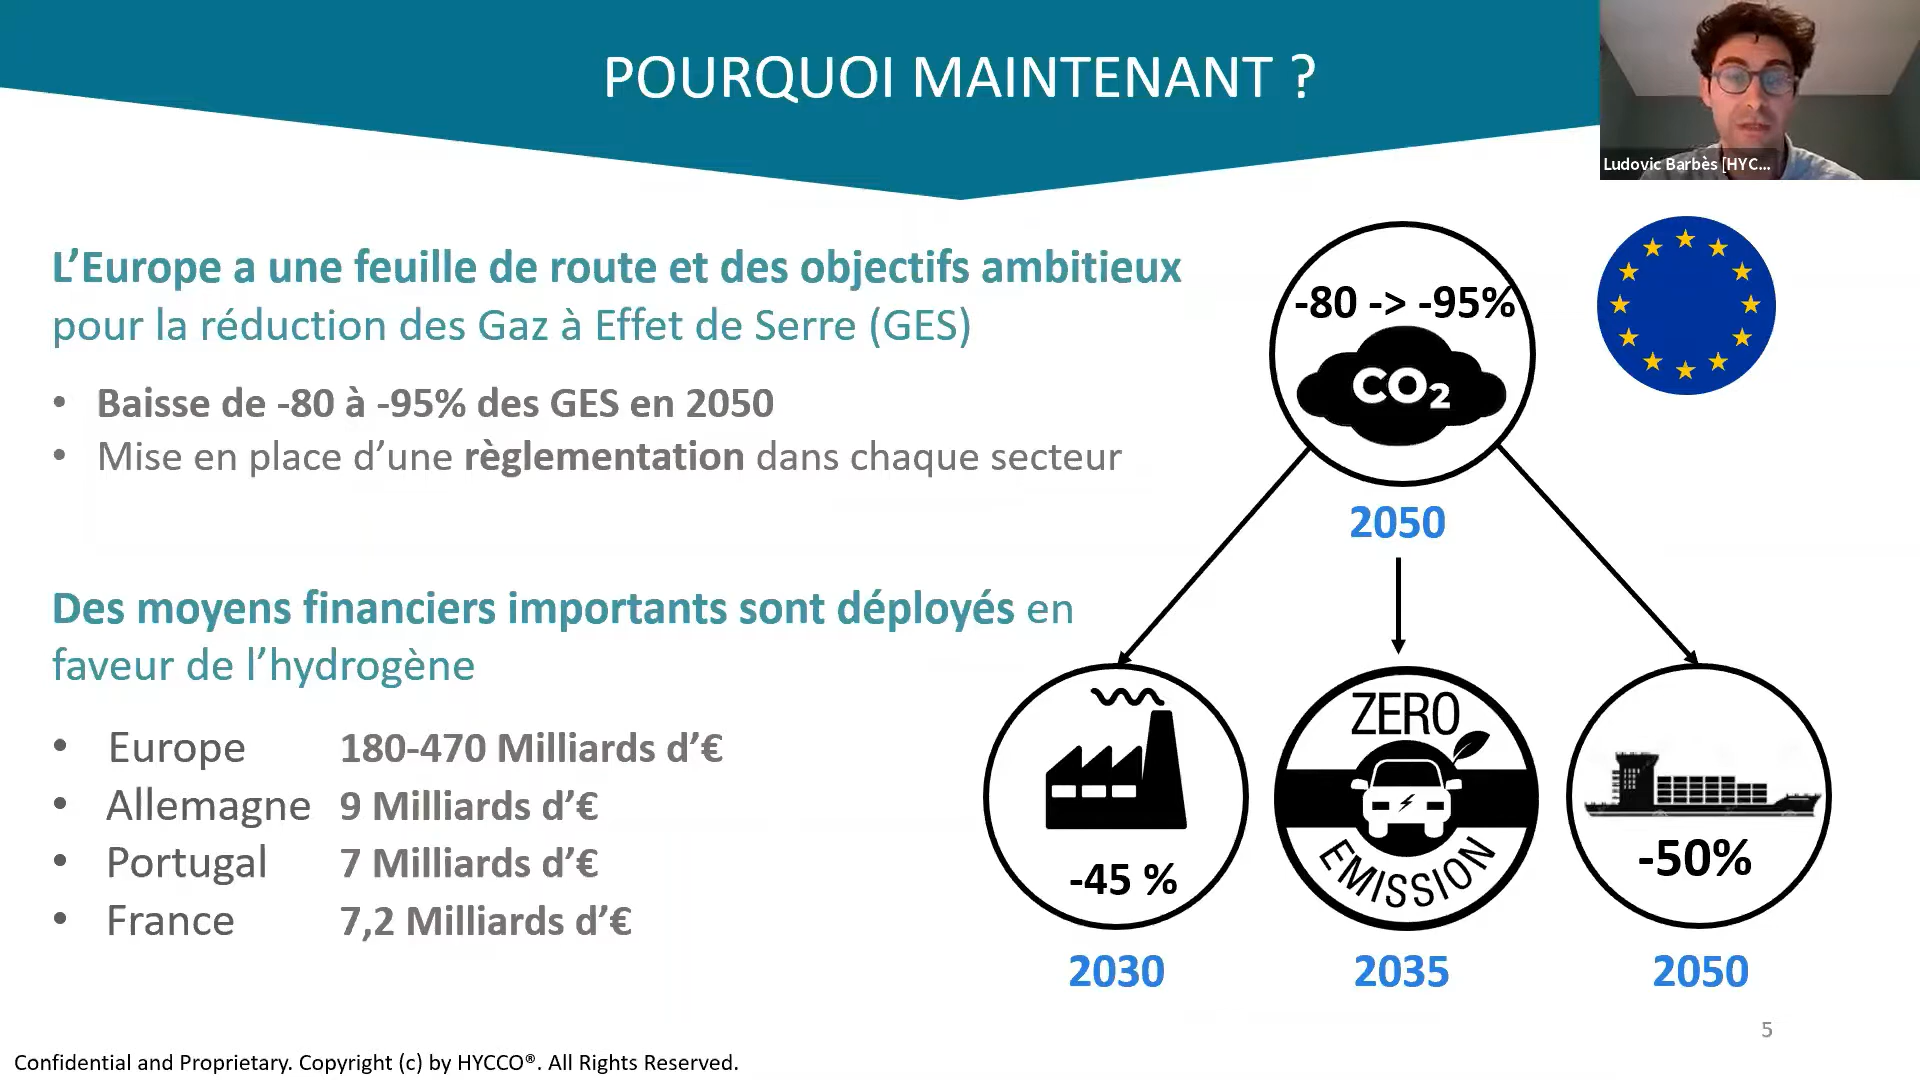 POURQUOI MAINTENANT ?
Ludovic Barbès [HYC...
L’Europe a une feuille de route et des objectifs ambitieux
pour la réduction des Gaz à Effet de Serre (GES)
• Baisse de -80 à -95% des GES en 2050
• Mise en place d’une règlementation dans chaque secteur
Des moyens financiers importants sont déployés en
faveur de l’hydrogène
• Europe 180-470 Milliards d’€
• Allemagne 9 Milliards d’€
• Portugal 7 Milliards d’€
• France 7,2 Milliards d’€
-80 -> -95%
CO₂
2050
-45 %
2030
ZERO
EMISSION
2035
-50%
2050
5
Confidential and Proprietary. Copyright (c) by HYCCO®. All Rights Reserved.